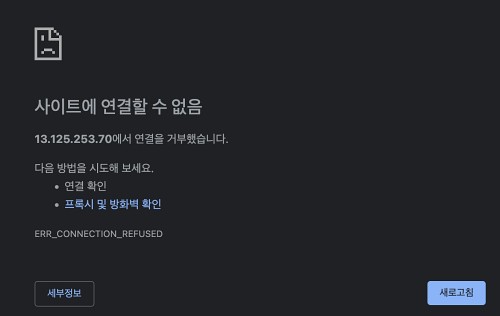 사이트에 연결할 수 없음
13.125.253.70에서 연결을 거부했습니다.
다음 방법을 시도해 보세요.
• 연결 확인
• 프록시 및 방화벽 확인
ERR_CONNECTION_REFUSED
세부정보
새로고침